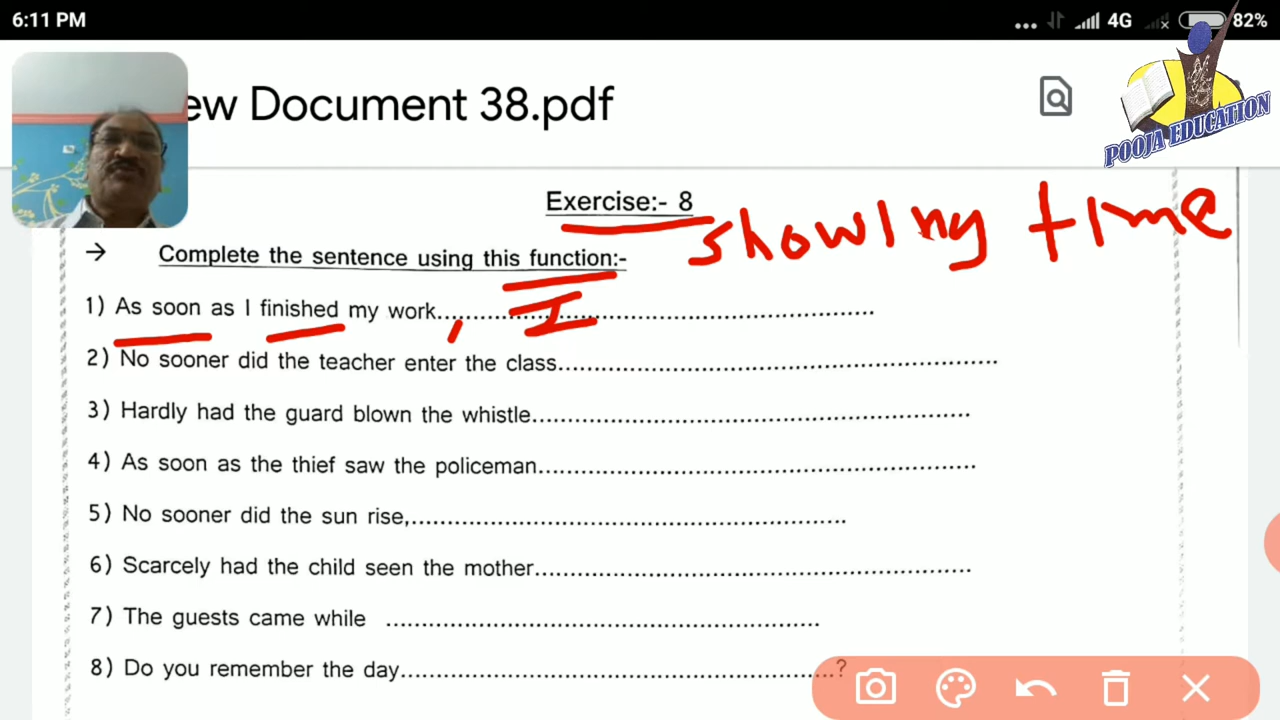 6:11 PM
4G
82%
ew Document 38.pdf
POOJA EDUCATION
Exercise:- 8
showing time
→ Complete the sentence using this function:-
1) As soon as I finished my work.................................................. , I
2) No sooner did the teacher enter the class..................................................
3) Hardly had the guard blown the whistle..................................................
4) As soon as the thief saw the policeman..................................................
5) No sooner did the sun rise,..................................................
6) Scarcely had the child seen the mother..................................................
7) The guests came while ..................................................
8) Do you remember the day..................................................?